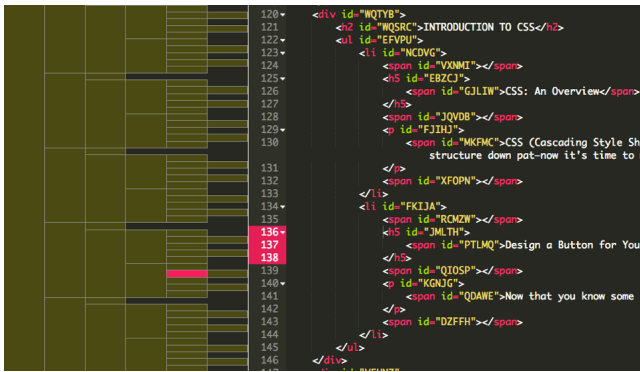 120 <div id="WQTYB">
121 <h2 id="WQSRC">INTRODUCTION TO CSS</h2>
122 <ul id="EFVPU">
123 <li id="NCDVG">
124 <span id="VXNMI"></span>
125 <h5 id="EBZCJ">
126 <span id="GJLIW">CSS: An Overview</span>
127 </h5>
128 <span id="JQVDB"></span>
129 <p id="FJIHJ">
130 <span id="MKFMC">CSS (Cascading Style Sh
structure down pat—now it's time to
131 </p>
132 <span id="XFOPN"></span>
133 </li>
134 <li id="FKIJA">
135 <span id="RCMZW"></span>
136 <h5 id="JMLTH">
137 <span id="PTLMQ">Design a Button for You
138 </h5>
139 <span id="QIOSP"></span>
140 <p id="KGNJG">
141 <span id="QDAWE">Now that you know some
142 </p>
143 <span id="DZFFH"></span>
144 </li>
145 </ul>
146 </div>